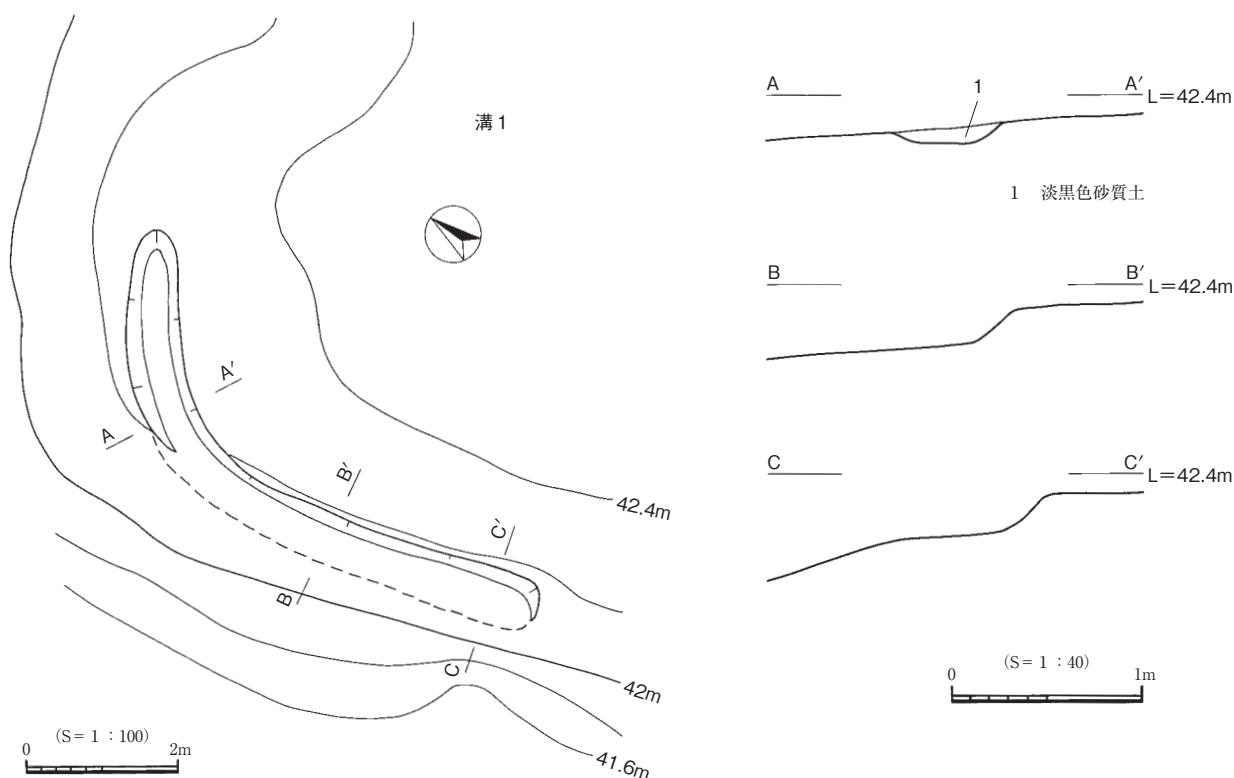 溝1
A'
A
B'
B
C'
C
42.4m
42m
41.6m
(S=1:100)
0 2m
A A' L=42.4m
1
1 淡黒色砂質土
B B' L=42.4m
C C' L=42.4m
(S=1:40)
0 1m